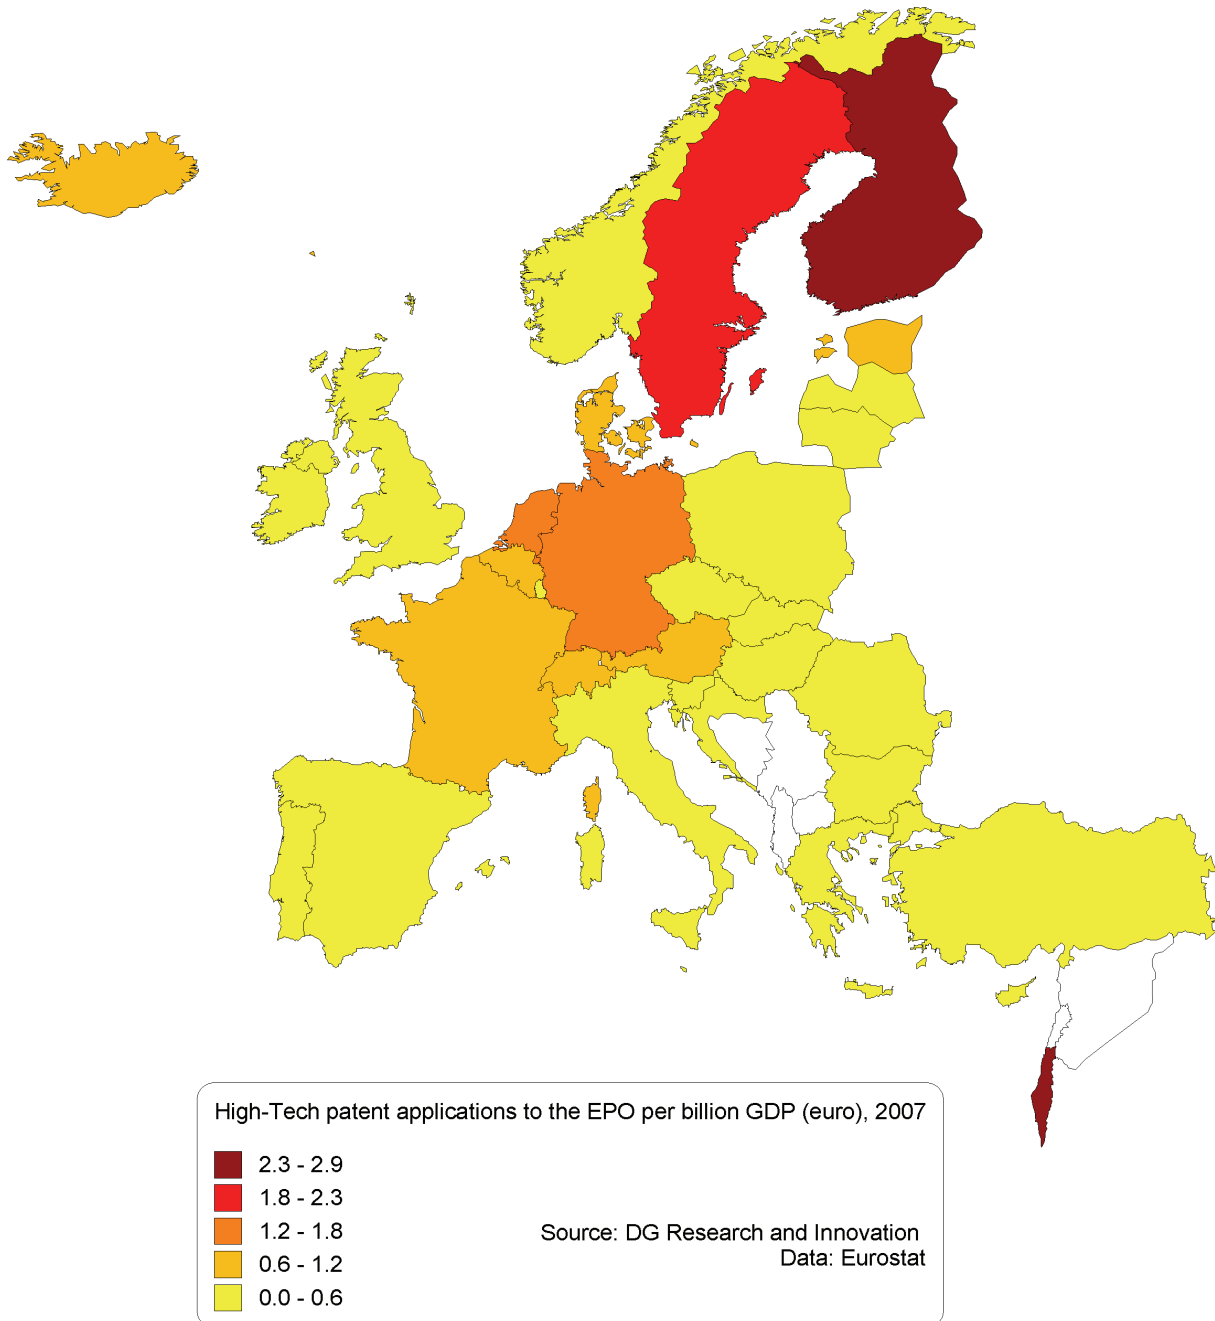 High-Tech patent applications to the EPO per billion GDP (euro), 2007
2.3 - 2.9
1.8 - 2.3
1.2 - 1.8
0.6 - 1.2
0.0 - 0.6
Source: DG Research and Innovation
Data: Eurostat